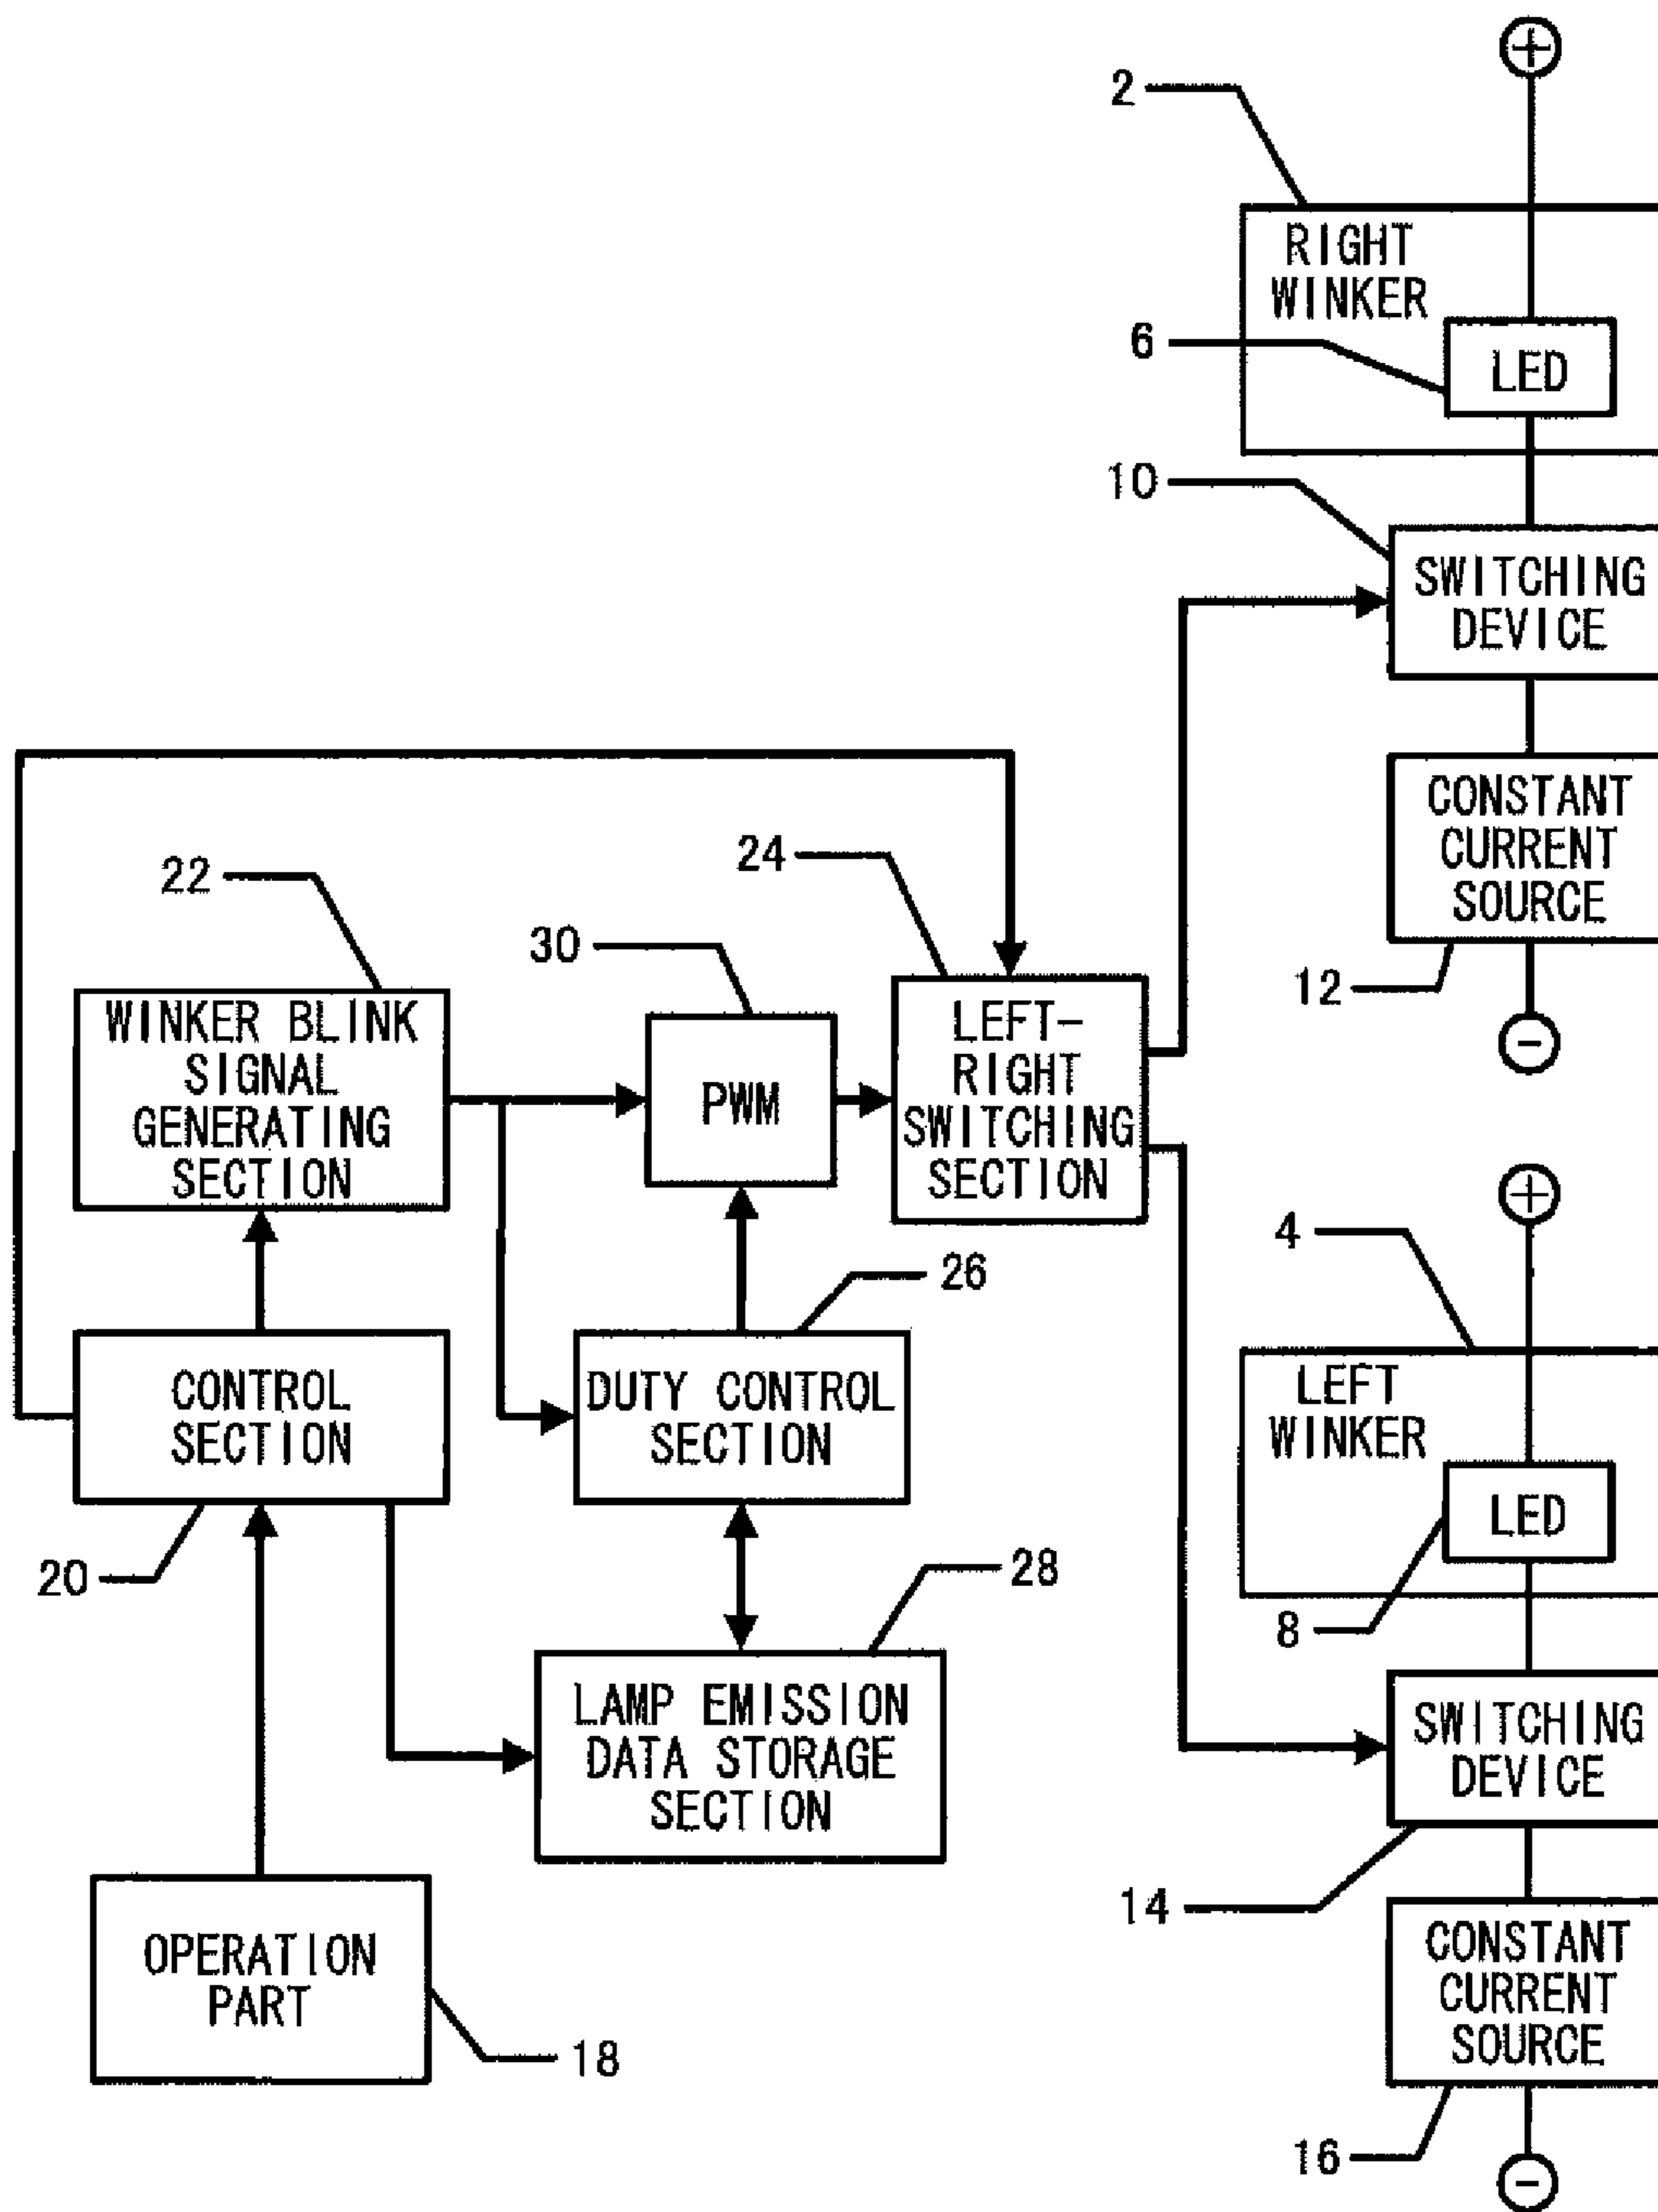 +
2
RIGHT
WINKER
6
LED
10
SWITCHING
DEVICE
CONSTANT
CURRENT
SOURCE
12
-
22
WINKER BLINK
SIGNAL
GENERATING
SECTION
30
PWM
24
LEFT-
RIGHT
SWITCHING
SECTION
+
4
LEFT
WINKER
LED
8
26
CONTROL
SECTION
20
DUTY CONTROL
SECTION
28
LAMP EMISSION
DATA STORAGE
SECTION
SWITCHING
DEVICE
14
OPERATION
PART
18
CONSTANT
CURRENT
SOURCE
16
-